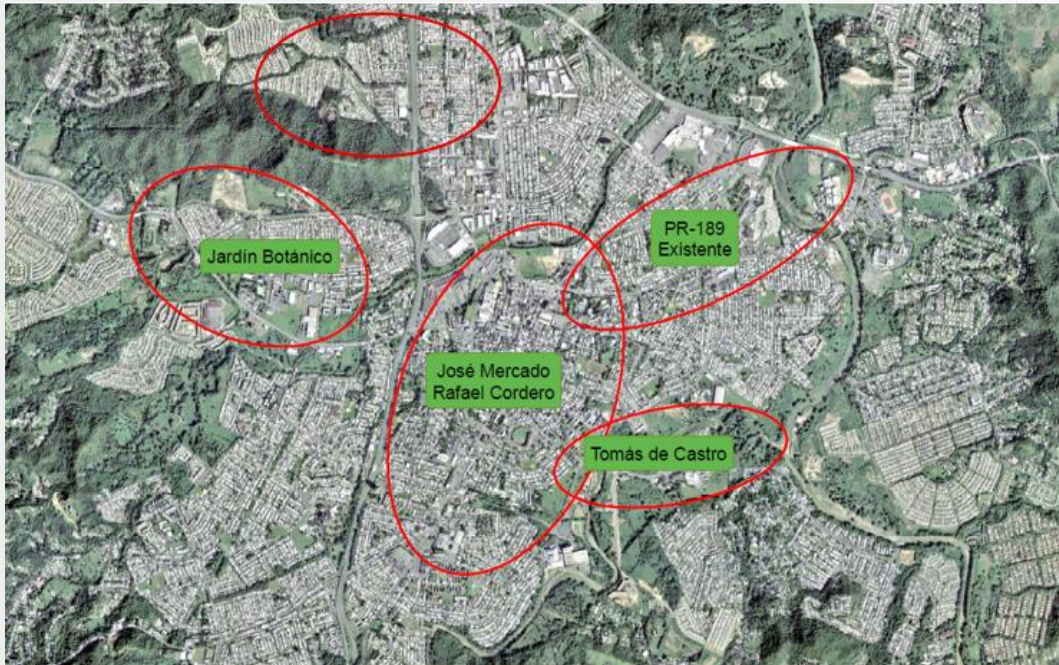 PR-189
Existente
Jardín Botánico
José Mercado
Rafael Cordero
Tomás de Castro